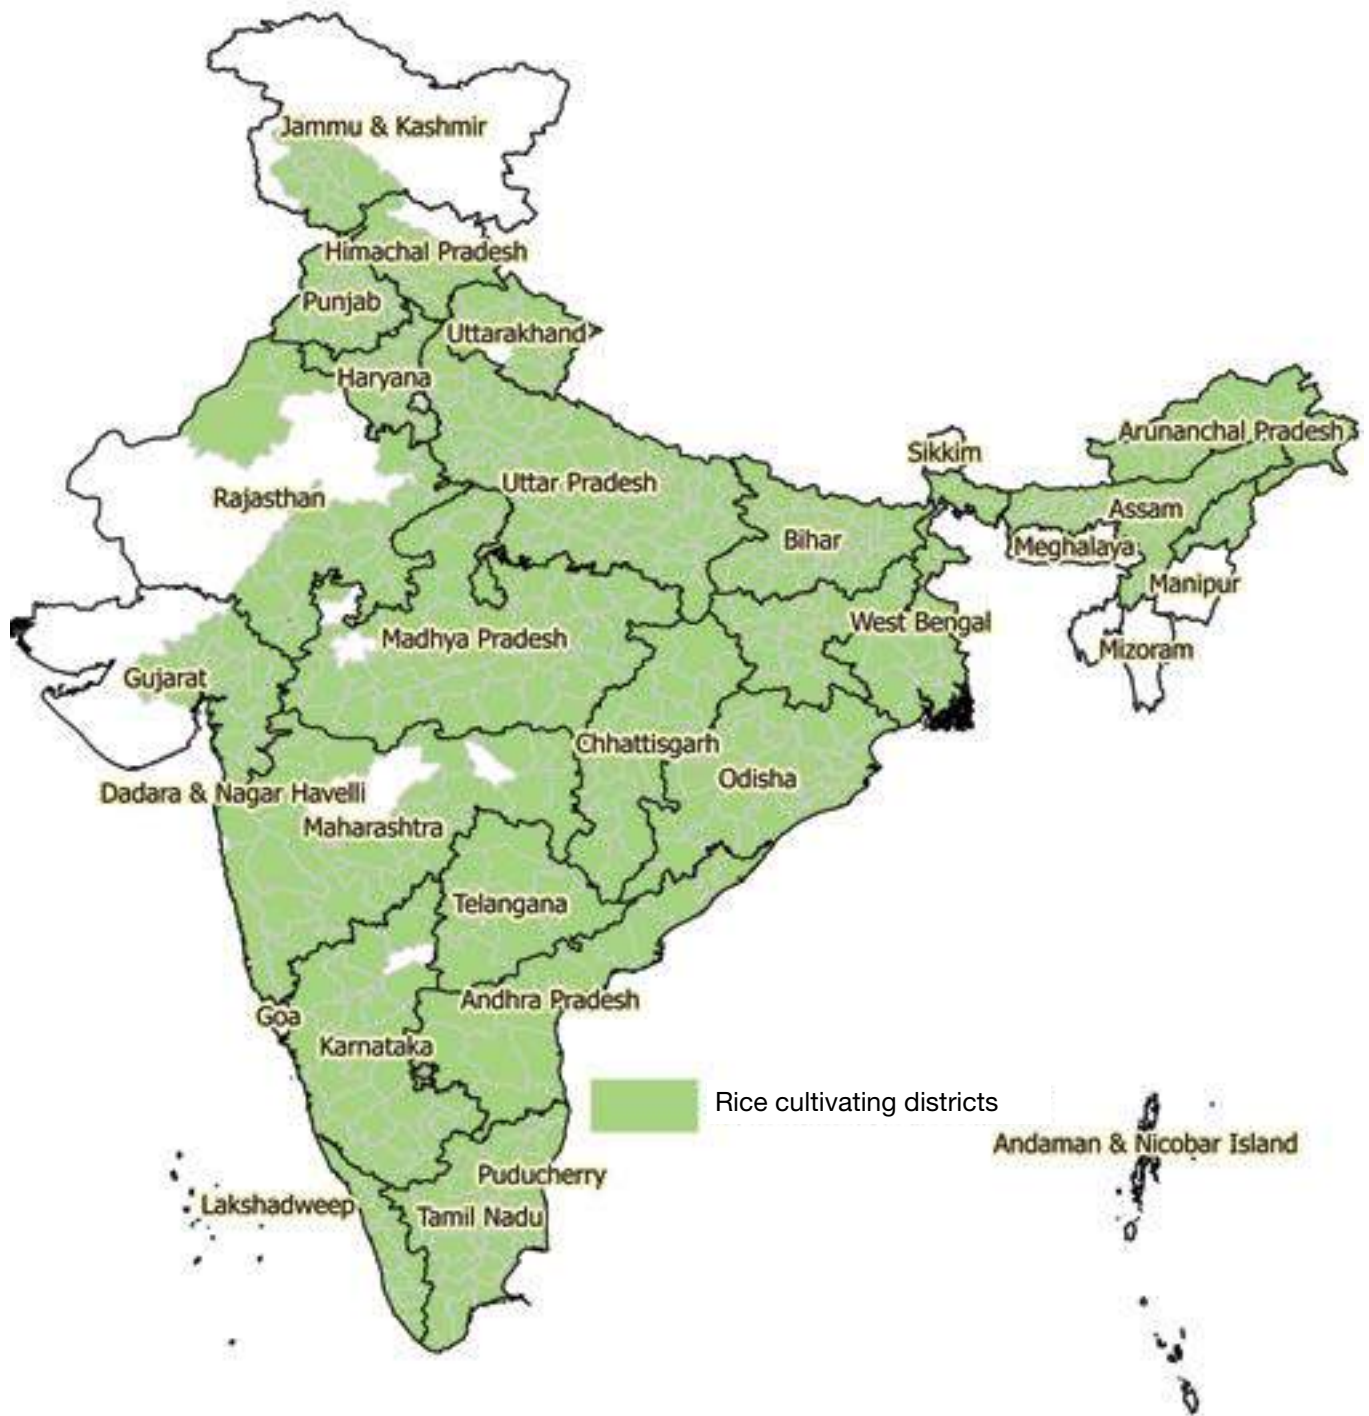 Jammu & Kashmir
Himachal Pradesh
Punjab
Uttarakhand
Haryana
Arunanchal Pradesh
Sikkim
Uttar Pradesh
Rajasthan
Assam
Bihar
Meghalaya
Manipur
West Bengal
Madhya Pradesh
Mizoram
Gujarat
Chhattisgarh
Odisha
Dadara & Nagar Havelli
Maharashtra
Telangana
Andhra Pradesh
Goa
Karnataka
Rice cultivating districts
Andaman & Nicobar Island
Puducherry
Lakshadweep
Tamil Nadu